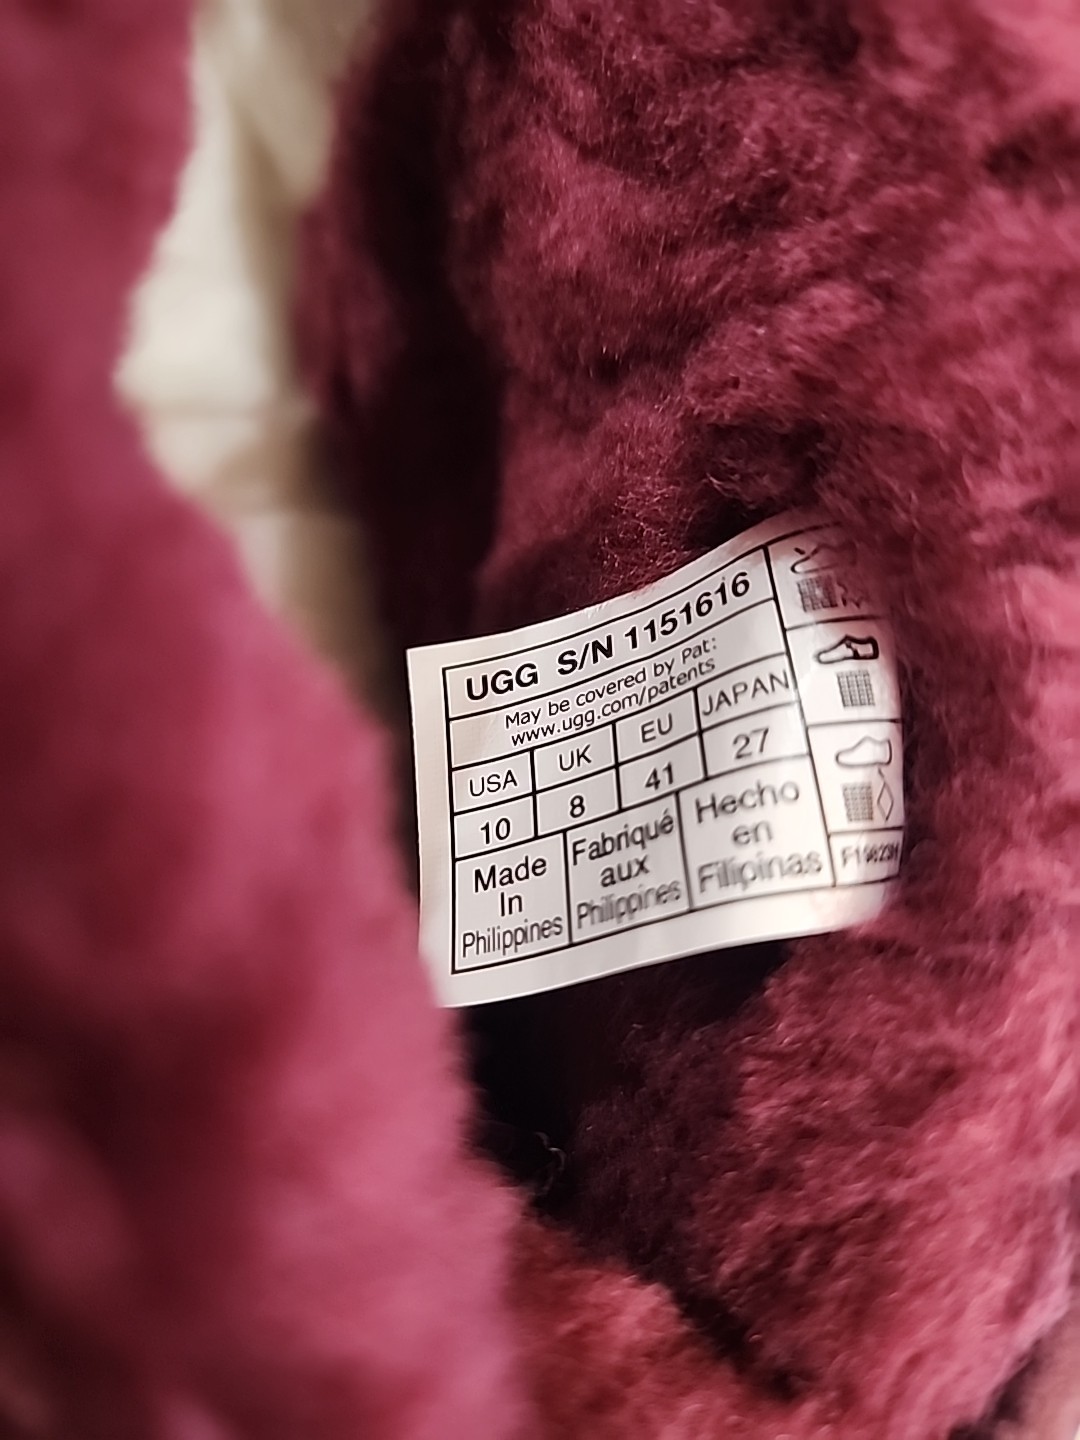 UGG S/N 1151616
May be covered by Pat:
www.ugg.com/patents
USA UK EU JAPAN
10 8 41 27
Made
In
Philippines
Fabriqué
aux
Philippines
Hecho
en
Filipinas